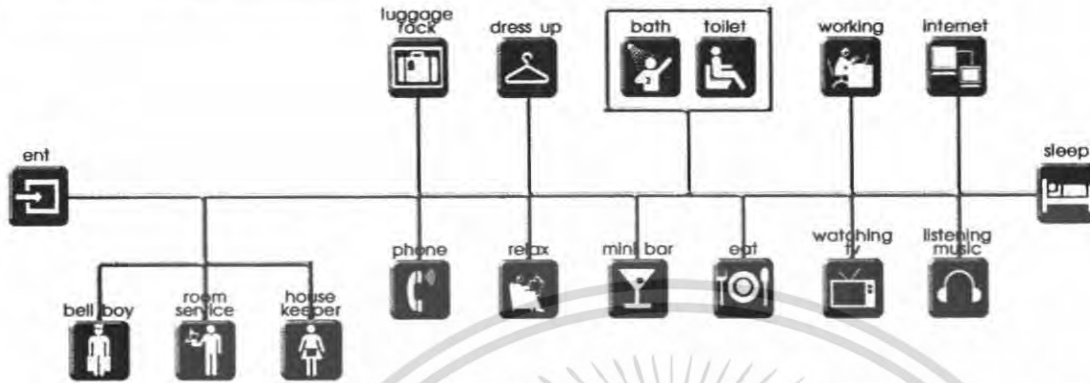 luggage
rack
dress up
bath
toilet
working
internet
ent
sleep
phone
relax
mini bar
eat
watching
tv
listening
music
bell boy
room
service
house
keeper